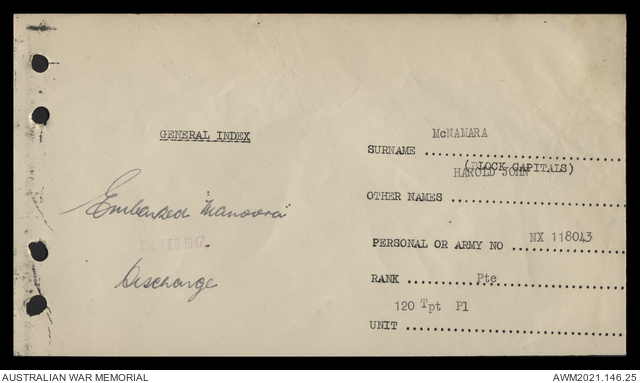 GENERAL INDEX
Embarked "Manoora"
FEB 1947
Discharge
McNAMARA
SURNAME
(BLOCK CAPITALS)
HAROLD JOHN
OTHER NAMES
PERSONAL OR ARMY NO NX 118043
RANK Pte
120 Tpt Pl
UNIT
AUSTRALIAN WAR MEMORIAL
AWM2021.146.25